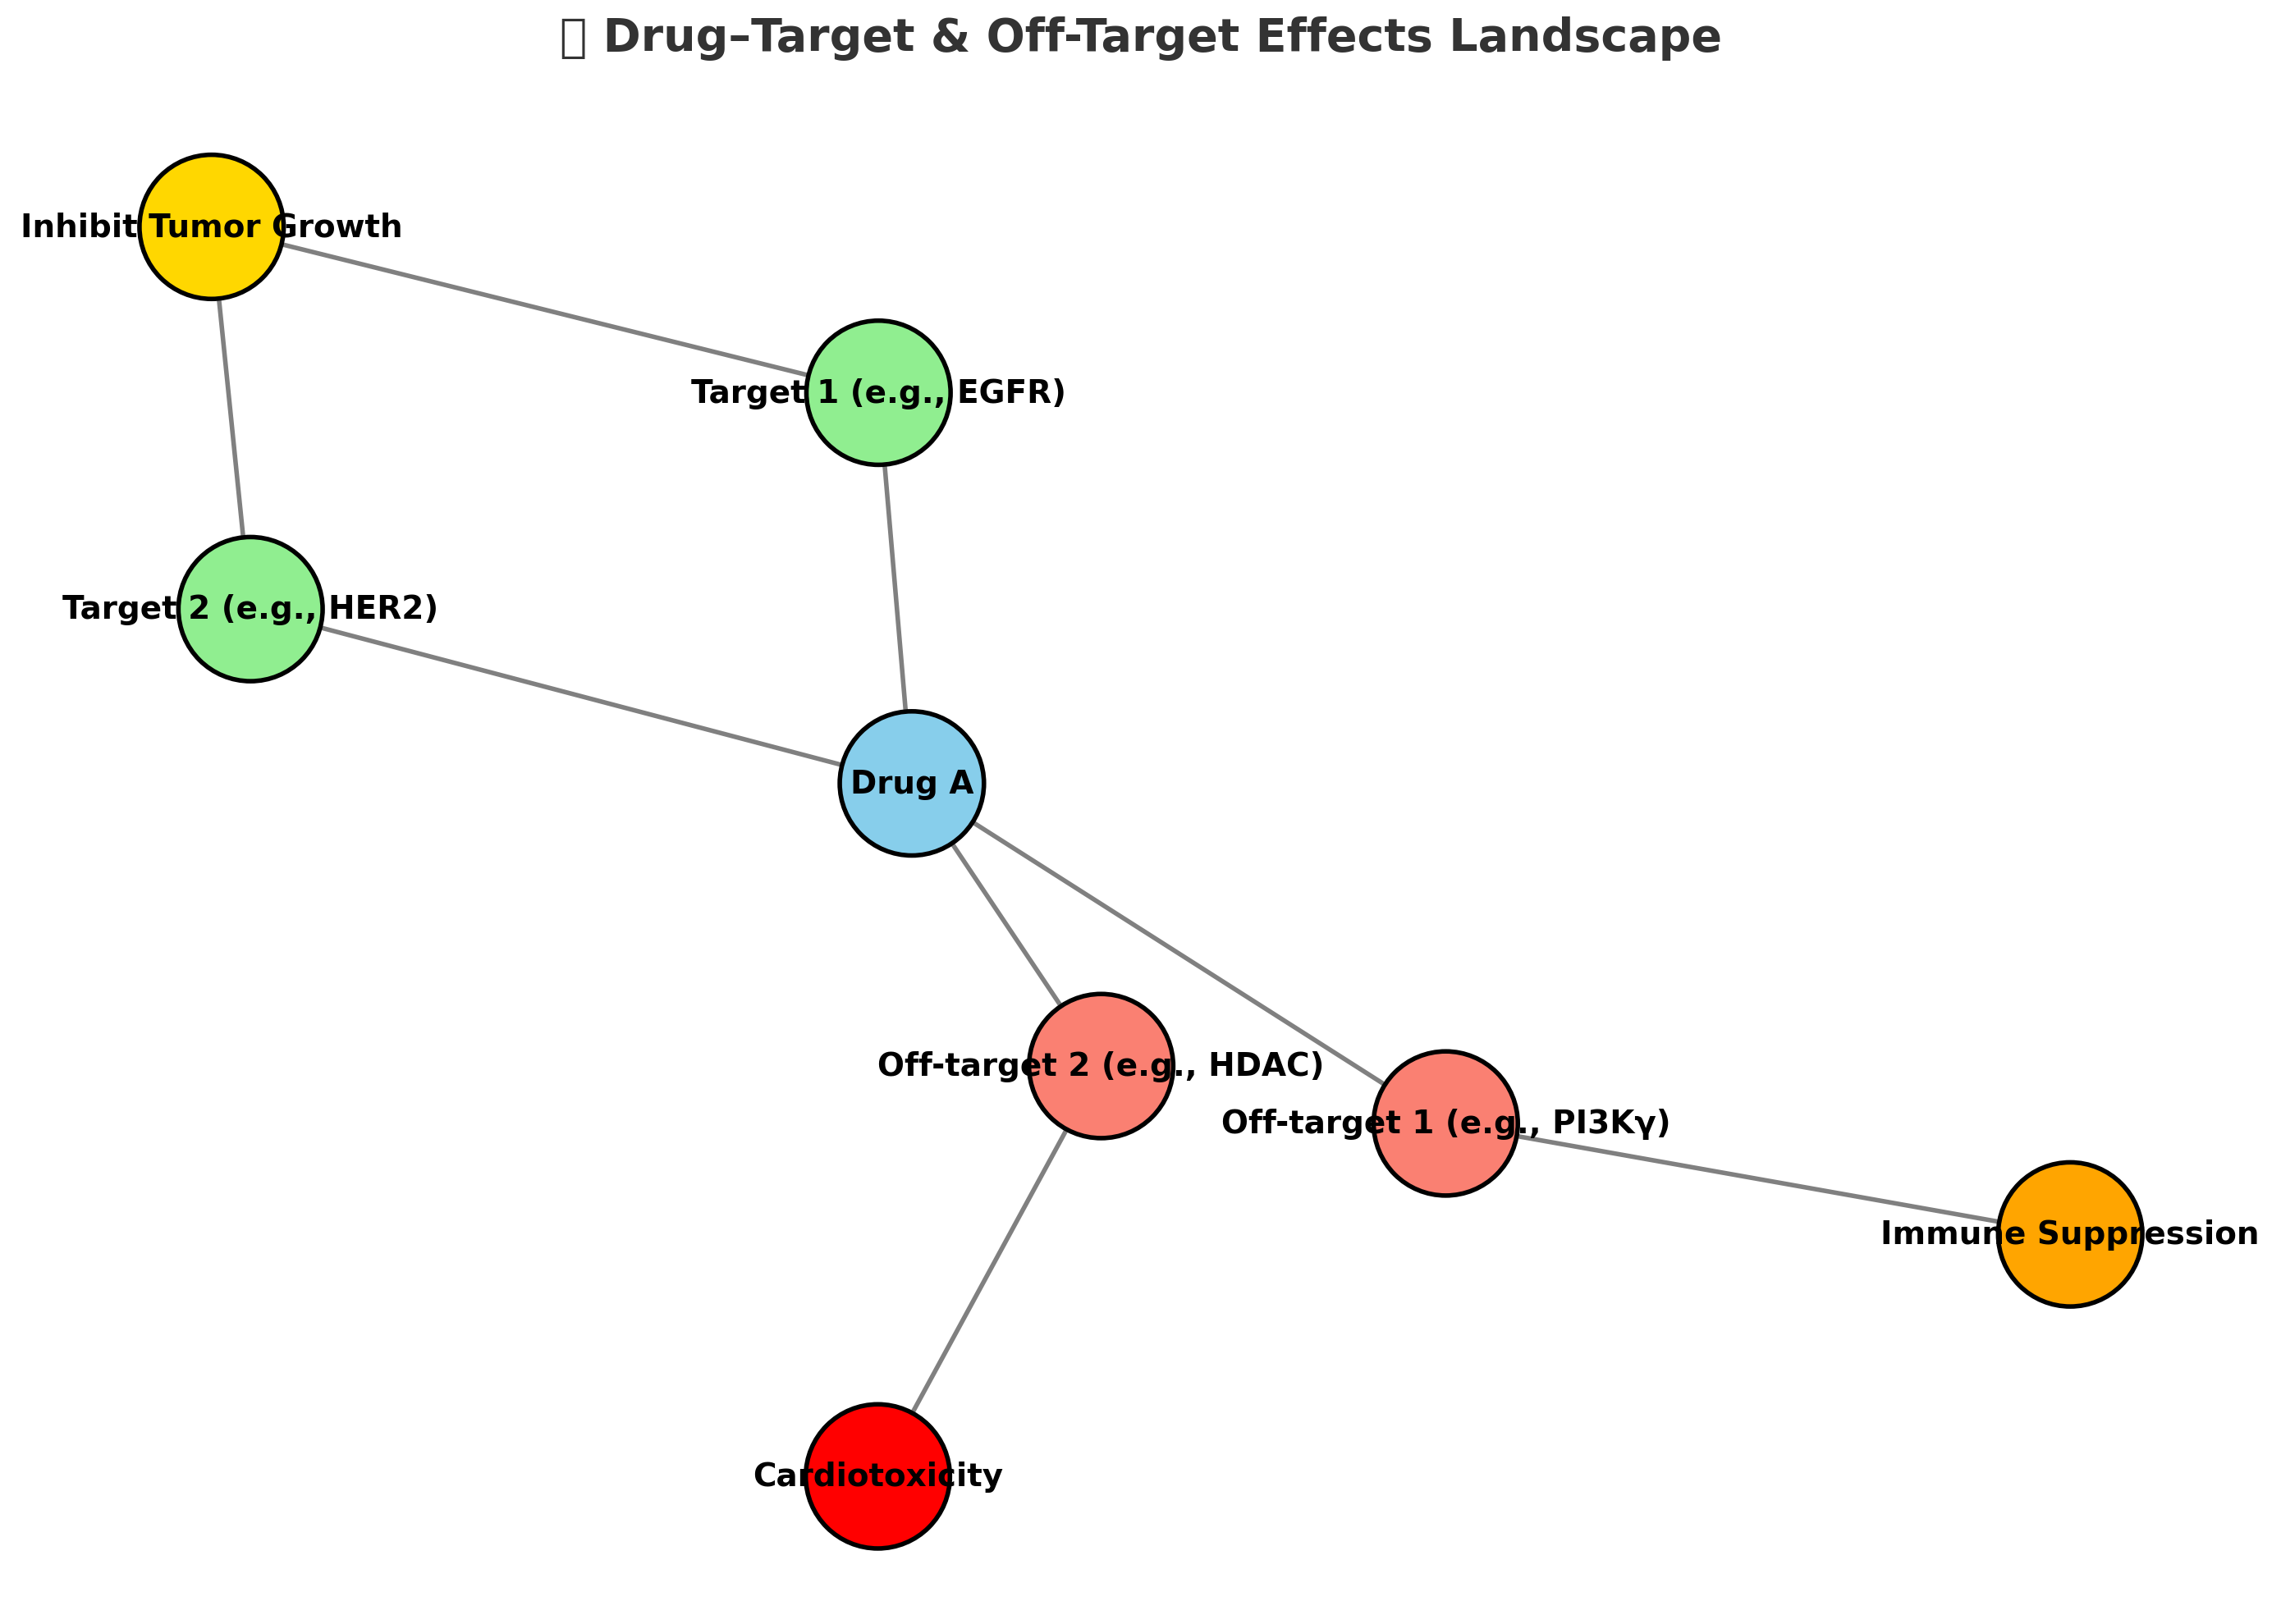 Drug–Target & Off-Target Effects Landscape
Inhibit Tumor Growth
Target 1 (e.g., EGFR)
Target 2 (e.g., HER2)
Drug A
Off-target 2 (e.g., HDAC)
Off-target 1 (e.g., PI3Kγ)
Immune Suppression
Cardiotoxicity